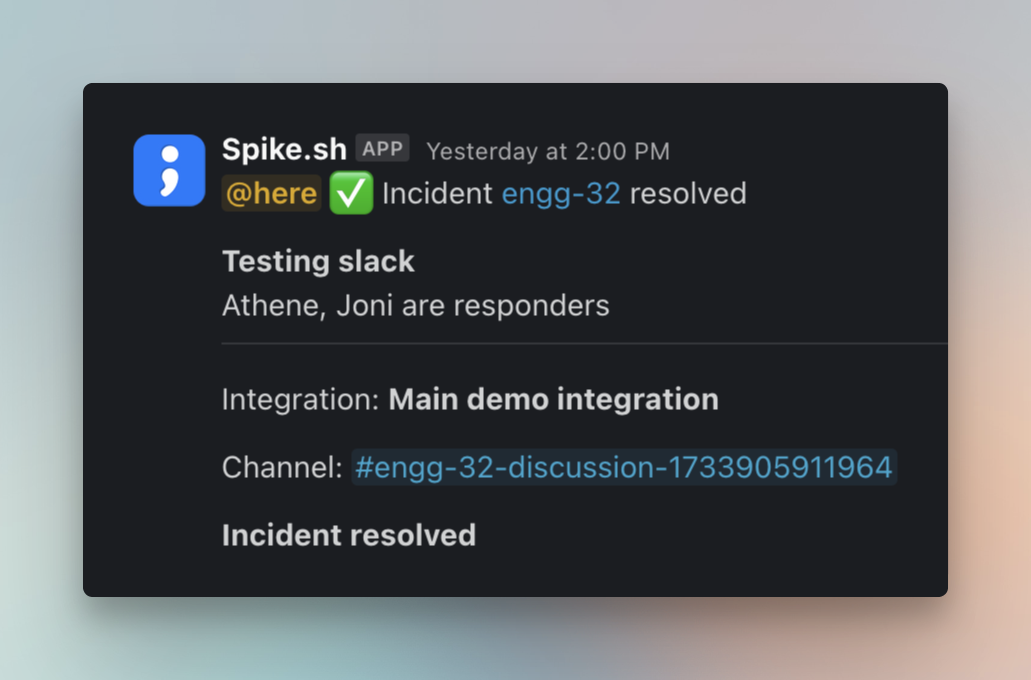 Spike.sh APP Yesterday at 2:00 PM
@here ✅ Incident engg-32 resolved
Testing slack
Athene, Joni are responders
Integration: Main demo integration
Channel: #engg-32-discussion-1733905911964
Incident resolved